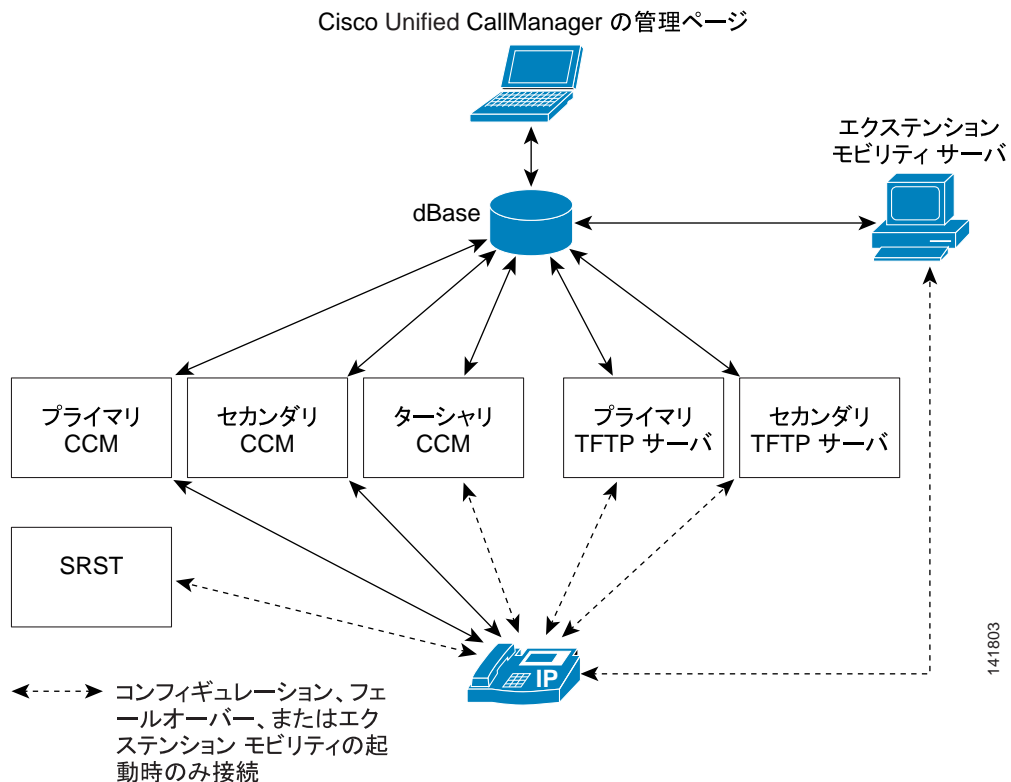 Cisco Unified CallManager の管理ページ
エクステンション
モビリティ サーバ
dBase
プライマリ
CCM
セカンダリ
CCM
ターシャリ
CCM
プライマリ
TFTP サーバ
セカンダリ
TFTP サーバ
SRST
IP
141803
コンフィギュレーション、フェ
ールオーバー、またはエク
ステンション モビリティの起
動時のみ接続